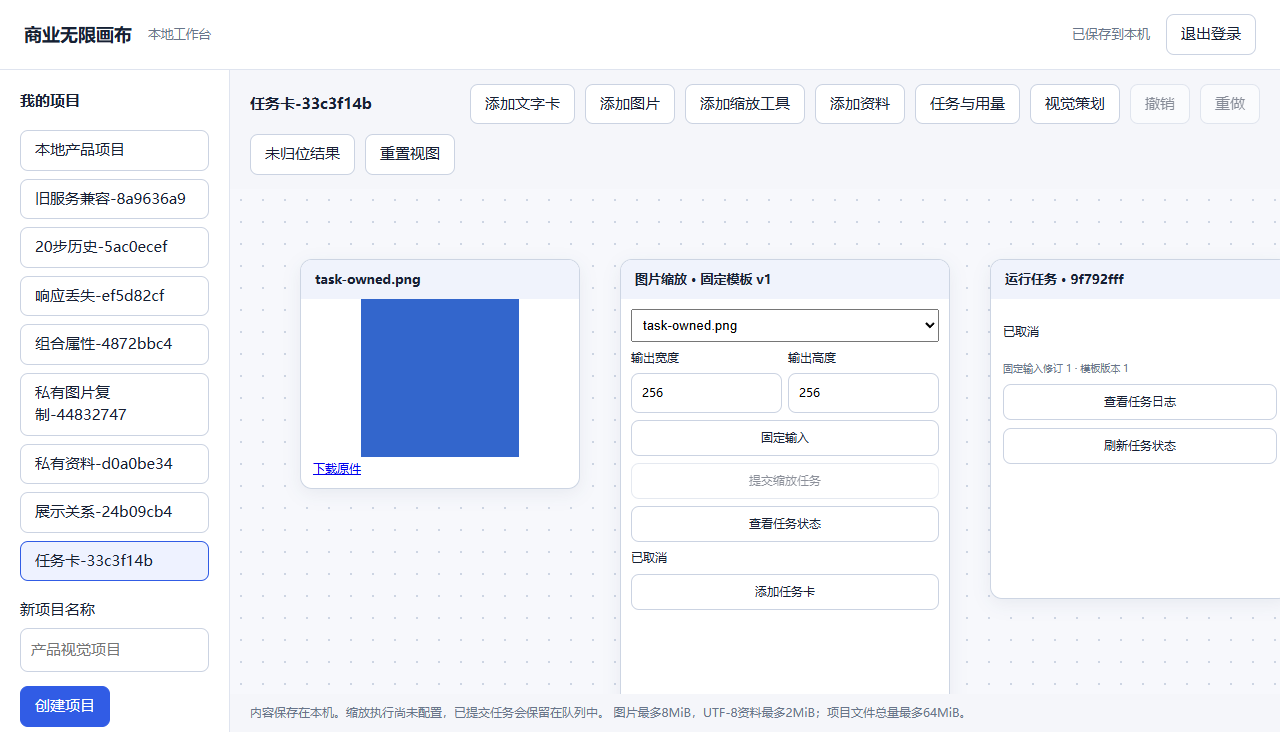 商业无限画布
本地工作台
已保存到本机
退出登录
我的项目
本地产品项目
旧服务兼容-8a9636a9
20步历史-5ac0ecef
响应丢失-ef5d82cf
组合属性-4872bbc4
私有图片复
制-44832747
私有资料-d0a0be34
展示关系-24b09cb4
任务卡-33c3f14b
新项目名称
产品视觉项目
创建项目
任务卡-33c3f14b
添加文字卡
添加图片
添加缩放工具
添加资料
任务与用量
视觉策划
撤销
重做
未归位结果
重置视图
task-owned.png
下载原件
图片缩放 • 固定模板 v1
task-owned.png
输出宽度
输出高度
256
256
固定输入
提交缩放任务
查看任务状态
已取消
添加任务卡
运行任务 • 9f792fff
已取消
固定输入修订 1 · 模板版本 1
查看任务日志
刷新任务状态
内容保存在本机。缩放执行尚未配置，已提交任务会保留在队列中。 图片最多8MiB，UTF-8资料最多2MiB；项目文件总量最多64MiB。